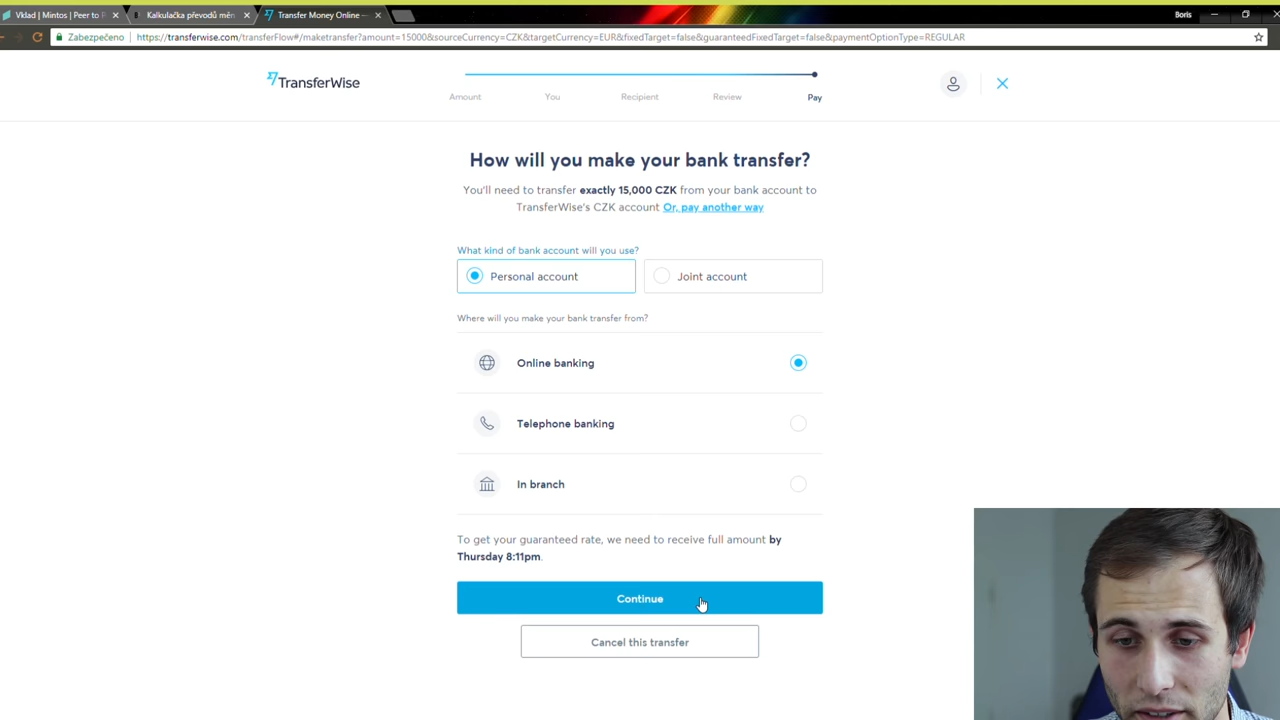 Vklad | Mintos | Peer to P
Kalkulačka převodů měn
Transfer Money Online –
Boris
Zabezpečeno
https://transferwise.com/transferFlow#/maketransfer?amount=15000&sourceCurrency=CZK&targetCurrency=EUR&fixedTarget=false&guaranteedFixedTarget=false&paymentOptionType=REGULAR
TransferWise
Amount
You
Recipient
Review
Pay
How will you make your bank transfer?
You'll need to transfer exactly 15,000 CZK from your bank account to
TransferWise's CZK account Or, pay another way
What kind of bank account will you use?
Personal account
Joint account
Where will you make your bank transfer from?
Online banking
Telephone banking
In branch
To get your guaranteed rate, we need to receive full amount by
Thursday 8:11pm.
Continue
Cancel this transfer